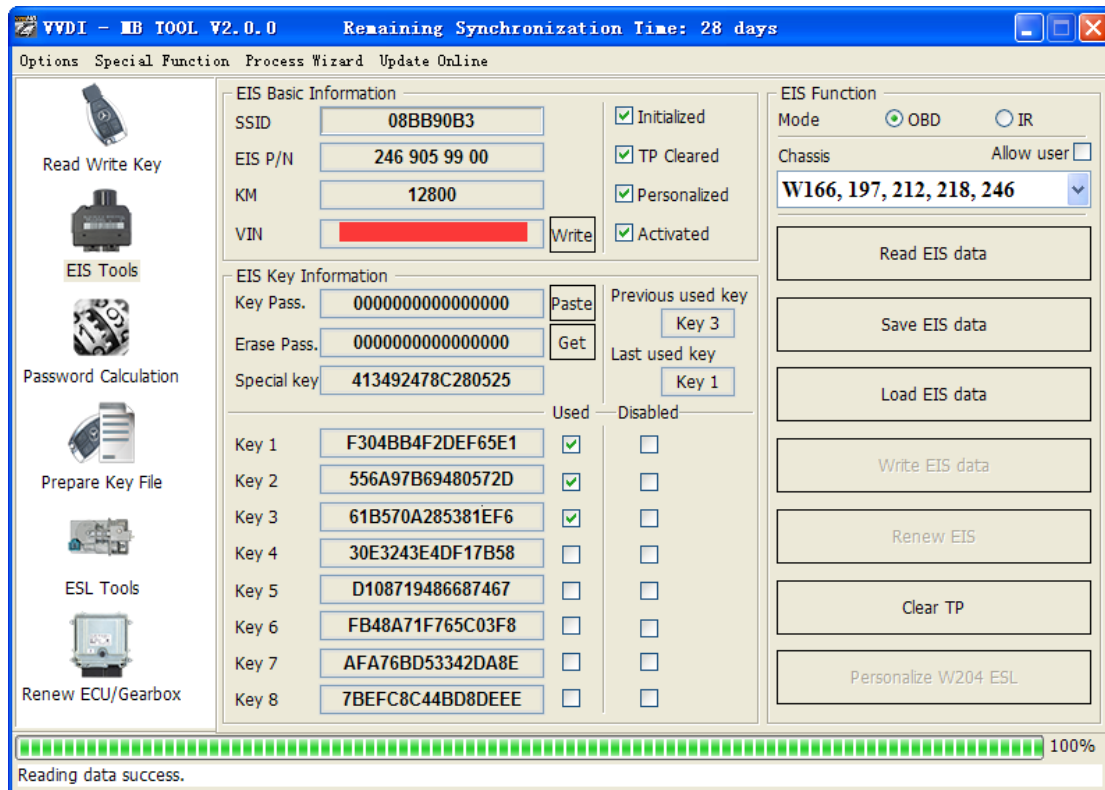 VVDI - MB TOOL V2.0.0 Remaining Synchronization Time: 28 days
Options Special Function Process Wizard Update Online
Read Write Key
EIS Tools
Password Calculation
Prepare Key File
ESL Tools
Renew ECU/Gearbox
EIS Basic Information
SSID 08BB90B3 Initialized
EIS P/N 246 905 99 00 TP Cleared
KM 12800 Personalized
VIN Write Activated
EIS Key Information
Key Pass. 0000000000000000 Paste
Erase Pass. 0000000000000000 Get
Special key 413492478C280525
Previous used key
Key 3
Last used key
Key 1
Used Disabled
Key 1 F304BB4F2DEF65E1
Key 2 556A97B69480572D
Key 3 61B570A285381EF6
Key 4 30E3243E4DF17B58
Key 5 D108719486687467
Key 6 FB48A71F765C03F8
Key 7 AFA76BD53342DA8E
Key 8 7BEFC8C44BD8DEEE
EIS Function
Mode OBD IR
Chassis Allow user
W166, 197, 212, 218, 246
Read EIS data
Save EIS data
Load EIS data
Write EIS data
Renew EIS
Clear TP
Personalize W204 ESL
100%
Reading data success.